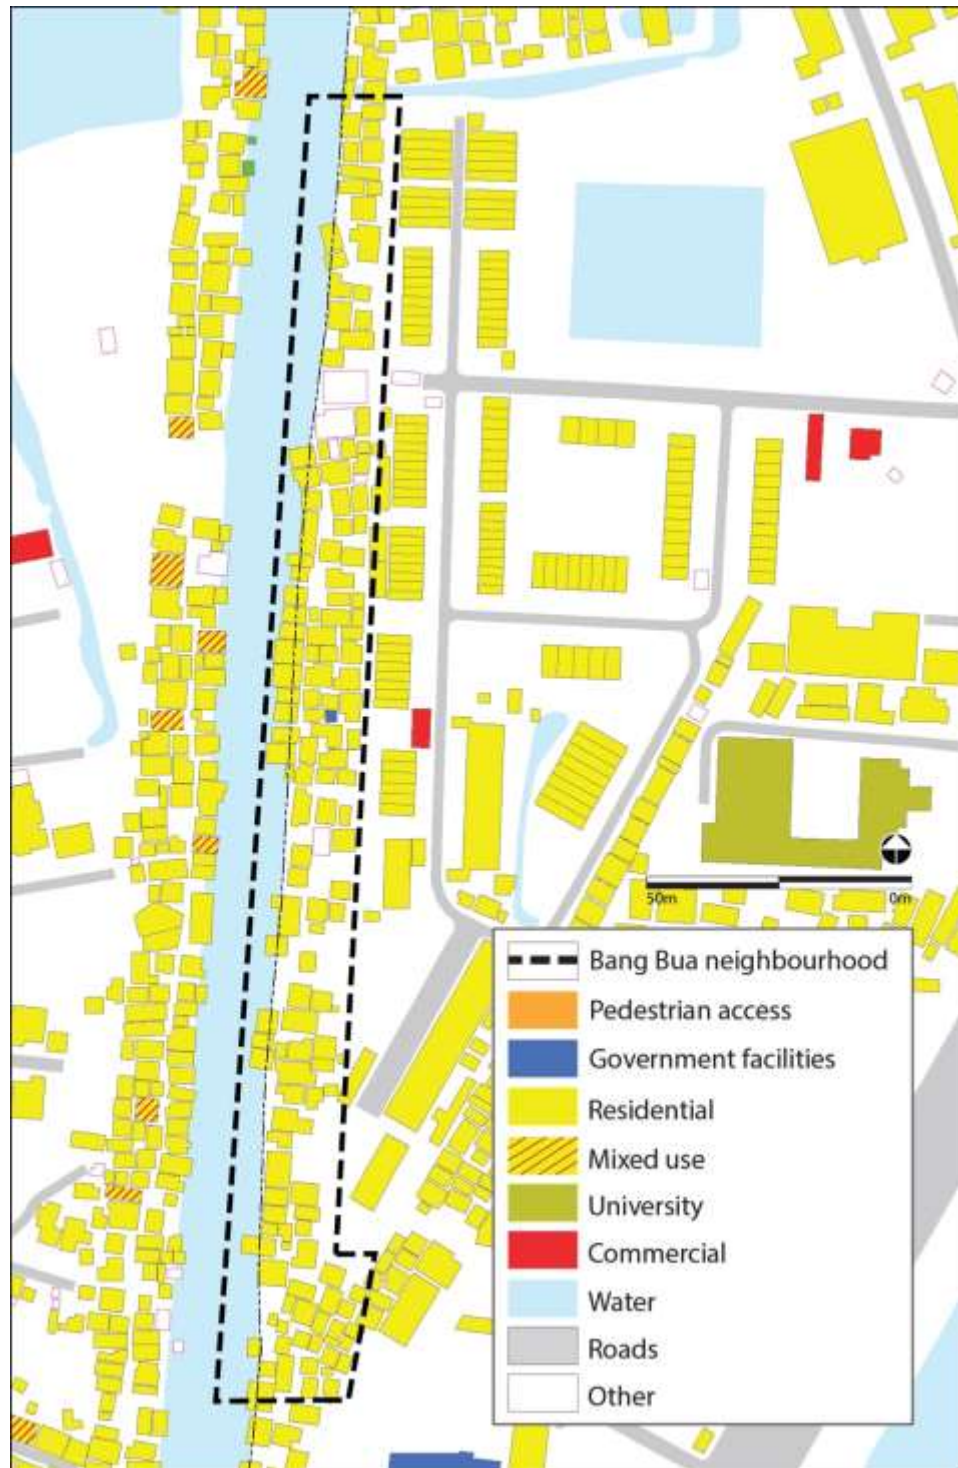 50m 0m
Bang Bua neighbourhood
Pedestrian access
Government facilities
Residential
Mixed use
University
Commercial
Water
Roads
Other